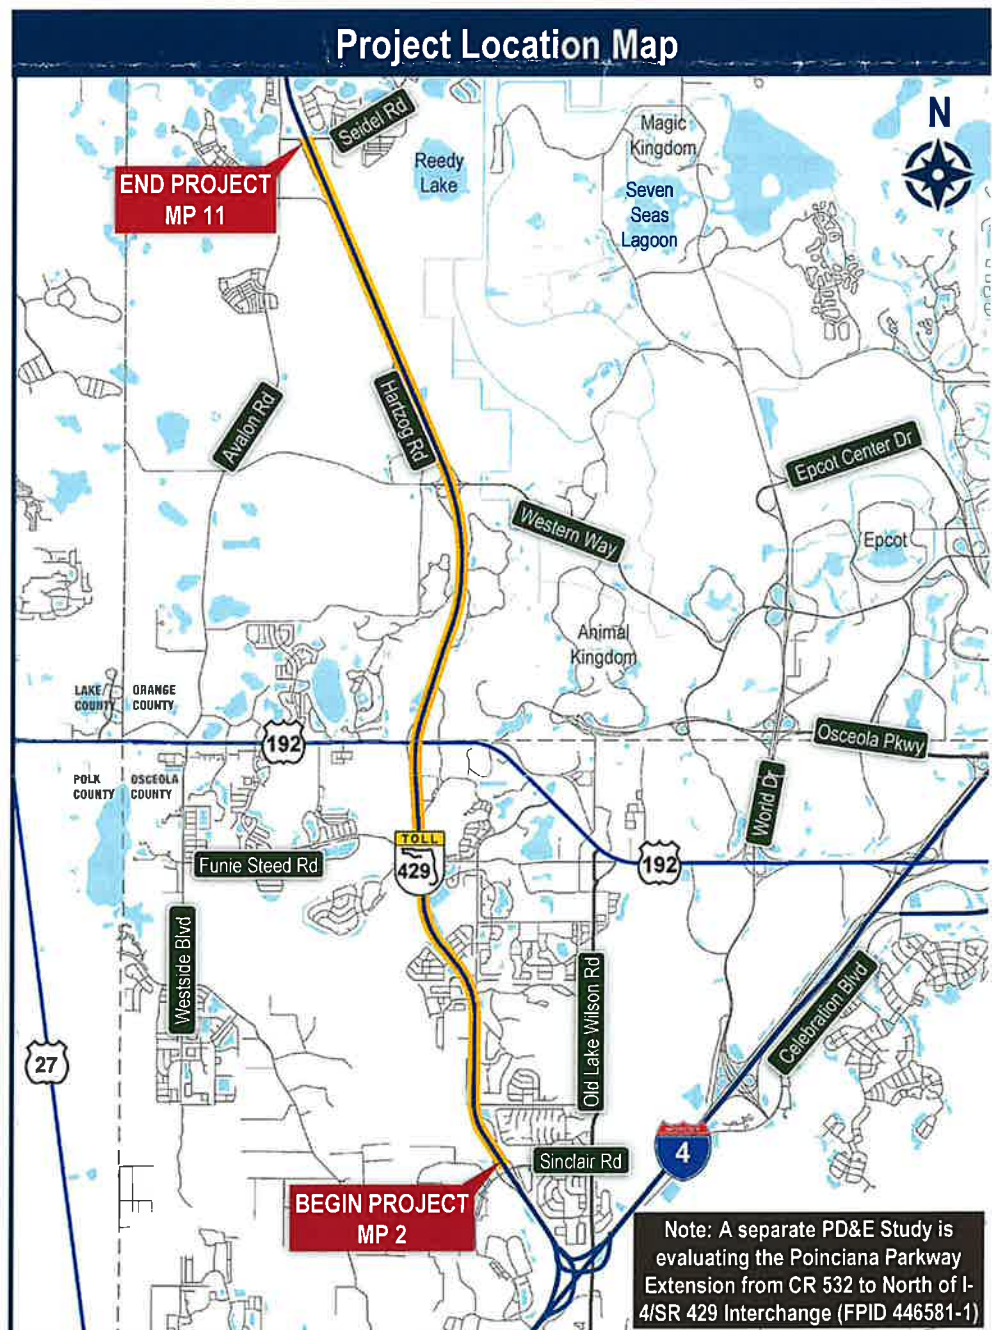 Project Location Map
Seidel Rd
END PROJECT
MP 11
Reedy
Lake
Magic
Kingdom
Seven
Seas
Lagoon
N
Avalon Rd
Hartzog Rd
Epcot Center Dr
Western Way
Epcot
Animal
Kingdom
LAKE
COUNTY
ORANGE
COUNTY
192
Osceola Pkwy
POLK
COUNTY
OSCEOLA
COUNTY
World Dr
TOLL
429
Funie Steed Rd
192
Westside Blvd
Old Lake Wilson Rd
Celebration Blvd
27
4
Sinclair Rd
BEGIN PROJECT
MP 2
Note: A separate PD&E Study is
evaluating the Poinciana Parkway
Extension from CR 532 to North of I-
4/SR 429 Interchange (FPID 446581-1)